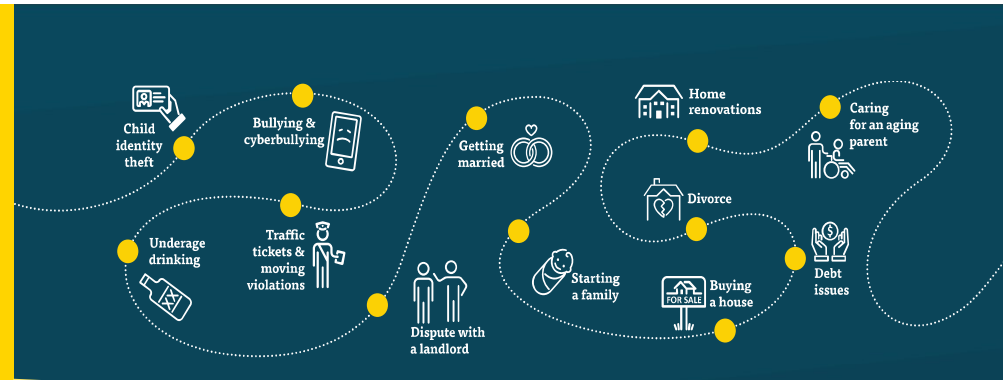 Child
identity
theft
Bullying &
cyberbullying
Traffic
tickets &
moving
violations
Underage
drinking
XX
Dispute with
a landlord
Getting
married
Starting
a family
FOR SALE
Buying
a house
$
Debt
issues
Divorce
Home
renovations
Caring
for an aging
parent